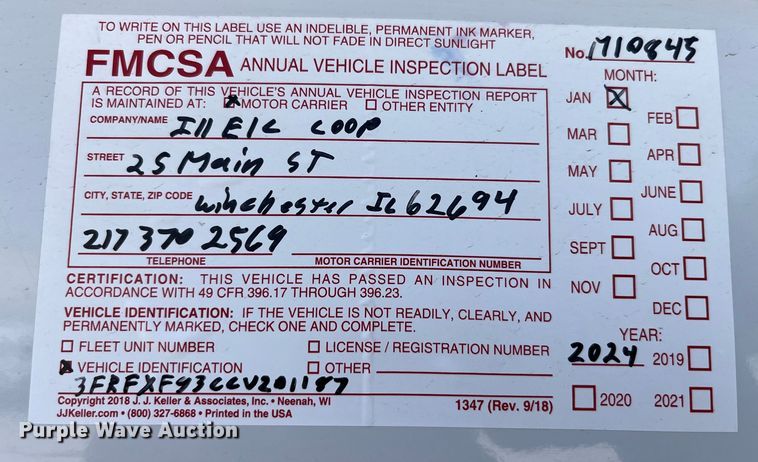 TO WRITE ON THIS LABEL USE AN INDELIBLE, PERMANENT INK MARKER,
PEN OR PENCIL THAT WILL NOT FADE IN DIRECT SUNLIGHT
FMCSA ANNUAL VEHICLE INSPECTION LABEL
No. M10845
A RECORD OF THIS VEHICLE'S ANNUAL VEHICLE INSPECTION REPORT
IS MAINTAINED AT: MOTOR CARRIER OTHER ENTITY
COMPANY/NAME Ill Elc COOP
STREET 25 Main ST
CITY, STATE, ZIP CODE Winchester IL 62694
217 370 2569
TELEPHONE MOTOR CARRIER IDENTIFICATION NUMBER
CERTIFICATION: THIS VEHICLE HAS PASSED AN INSPECTION IN
ACCORDANCE WITH 49 CFR 396.17 THROUGH 396.23.
VEHICLE IDENTIFICATION: IF THE VEHICLE IS NOT READILY, CLEARLY, AND
PERMANENTLY MARKED, CHECK ONE AND COMPLETE.
FLEET UNIT NUMBER LICENSE / REGISTRATION NUMBER
VEHICLE IDENTIFICATION OTHER
Copyright 2018 J. J. Keller & Associates, Inc. • Neenah, WI
JJKeller.com • (800) 327-6868 • Printed in the USA
1347 (Rev. 9/18)
MONTH:
JAN X FEB
MAR APR
MAY JUNE
JULY AUG
SEPT OCT
NOV DEC
YEAR:
2024 2019
2020 2021
Purple Wave Auction